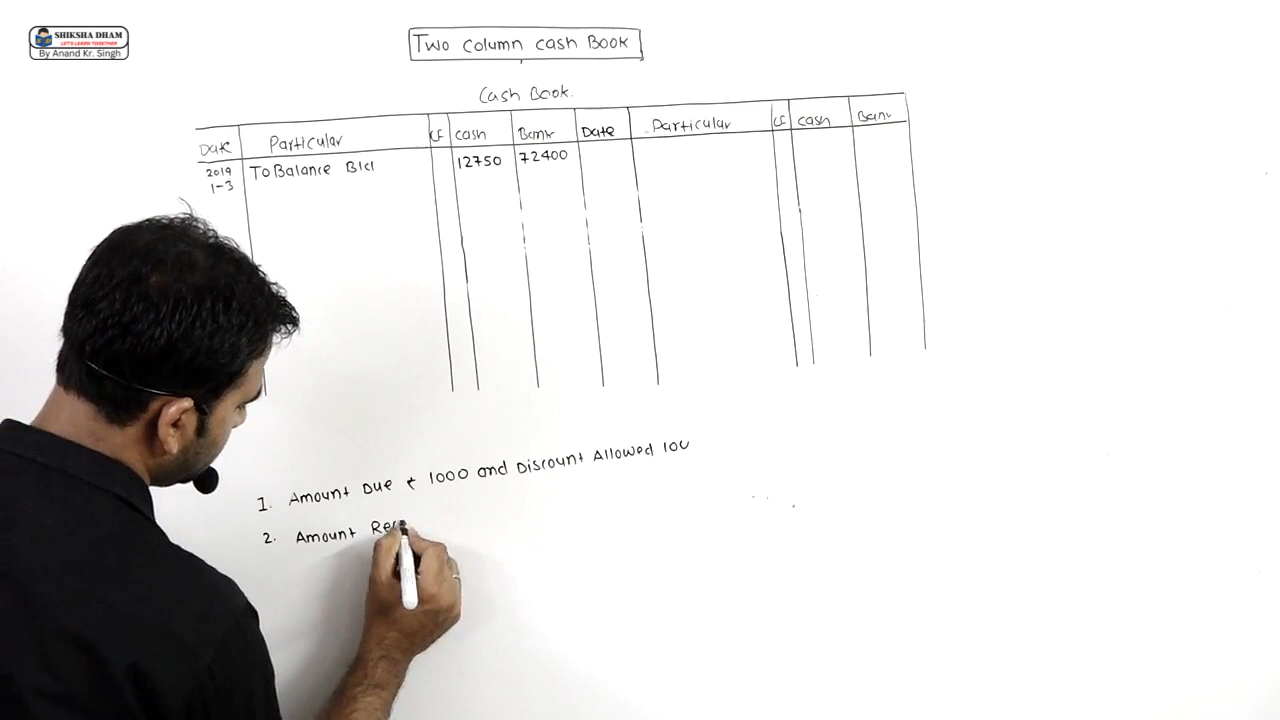 SHIKSHA DHAM
LET'S LEARN TOGETHER
By Anand Kr. Singh
Two column cash Book
Cash Book.
Date Particular LF cash Bank Date Particular LF cash Bank
2019 To Balance B/d 12750 72400
1-3
1. Amount Due ₹ 1000 and Discount Allowed 100
2. Amount Rec